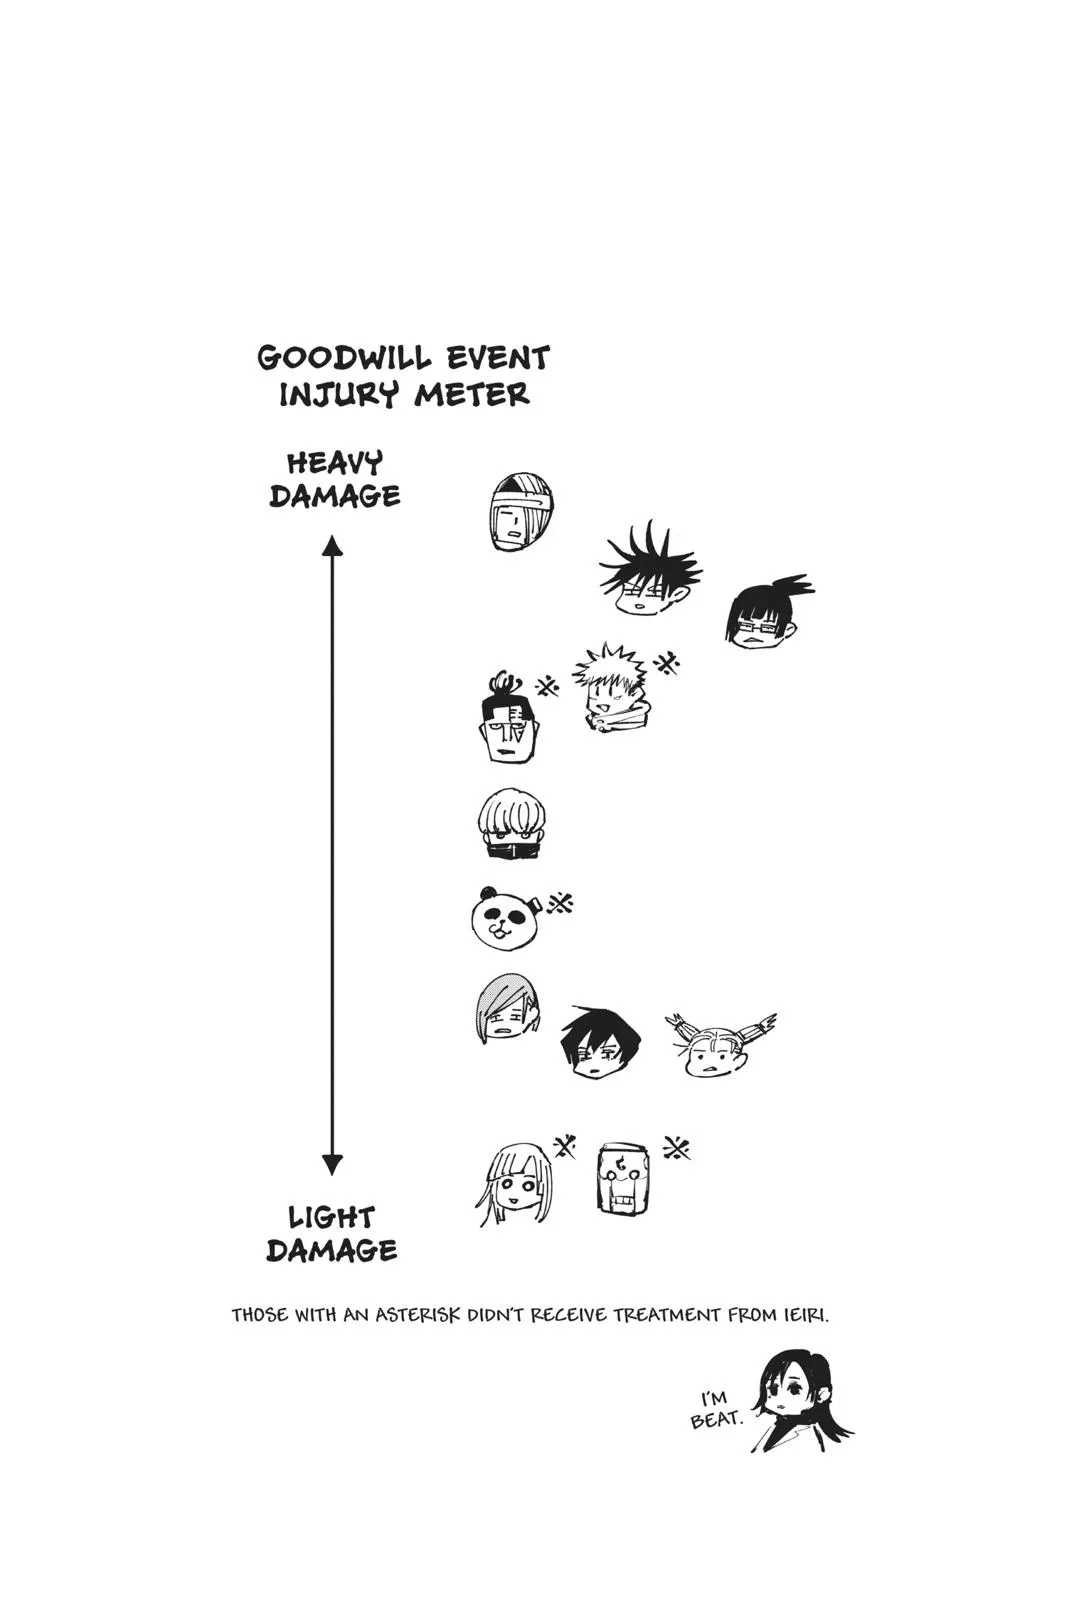 GOODWILL EVENT
INJURY METER
HEAVY
DAMAGE
※
※
※
※
※
LIGHT
DAMAGE
THOSE WITH AN ASTERISK DIDN'T RECEIVE TREATMENT FROM IEIRI.
I'M
BEAT.